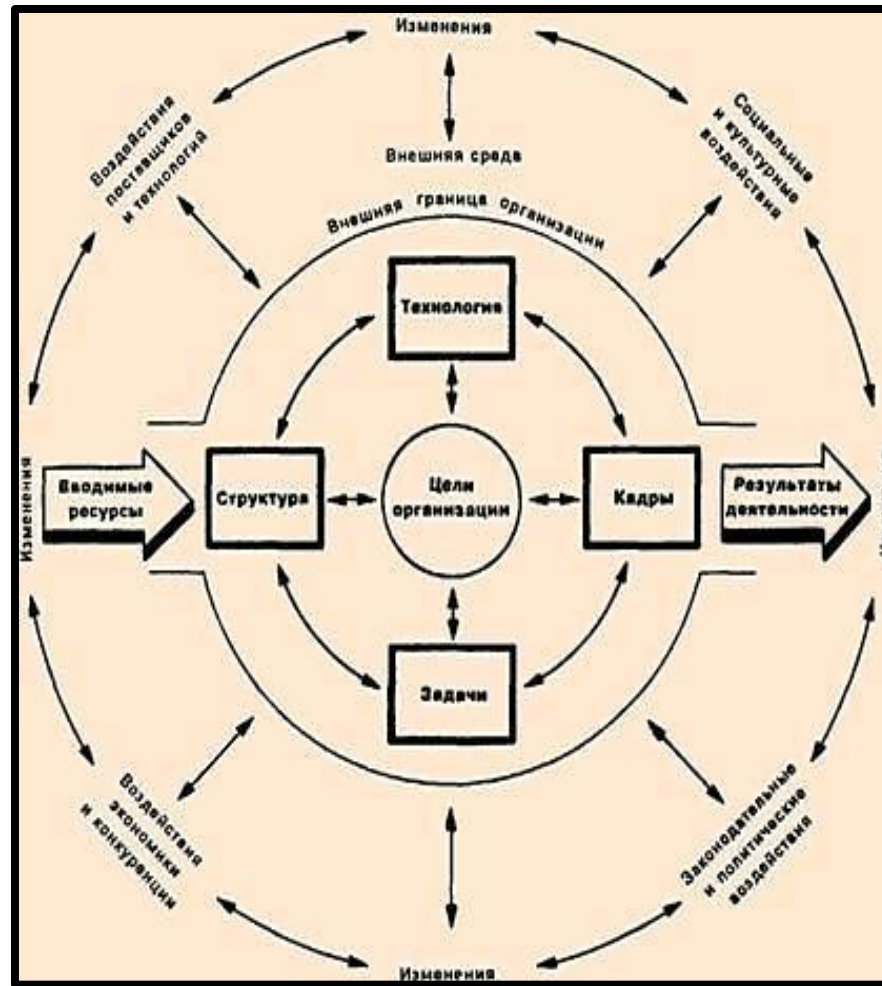 Изменения
Воздействия
поставщиков
и технологий
Социальные
и культурные
воздействия
Внешняя среда
Внешняя граница организации
Технология
Изменения
Вводимые
ресурсы
Структура
Цели
организации
Кадры
Результаты
деятельности
Задачи
Воздействия
экономики
и конкуренции
Законодательные
и политические
воздействия
Изменения